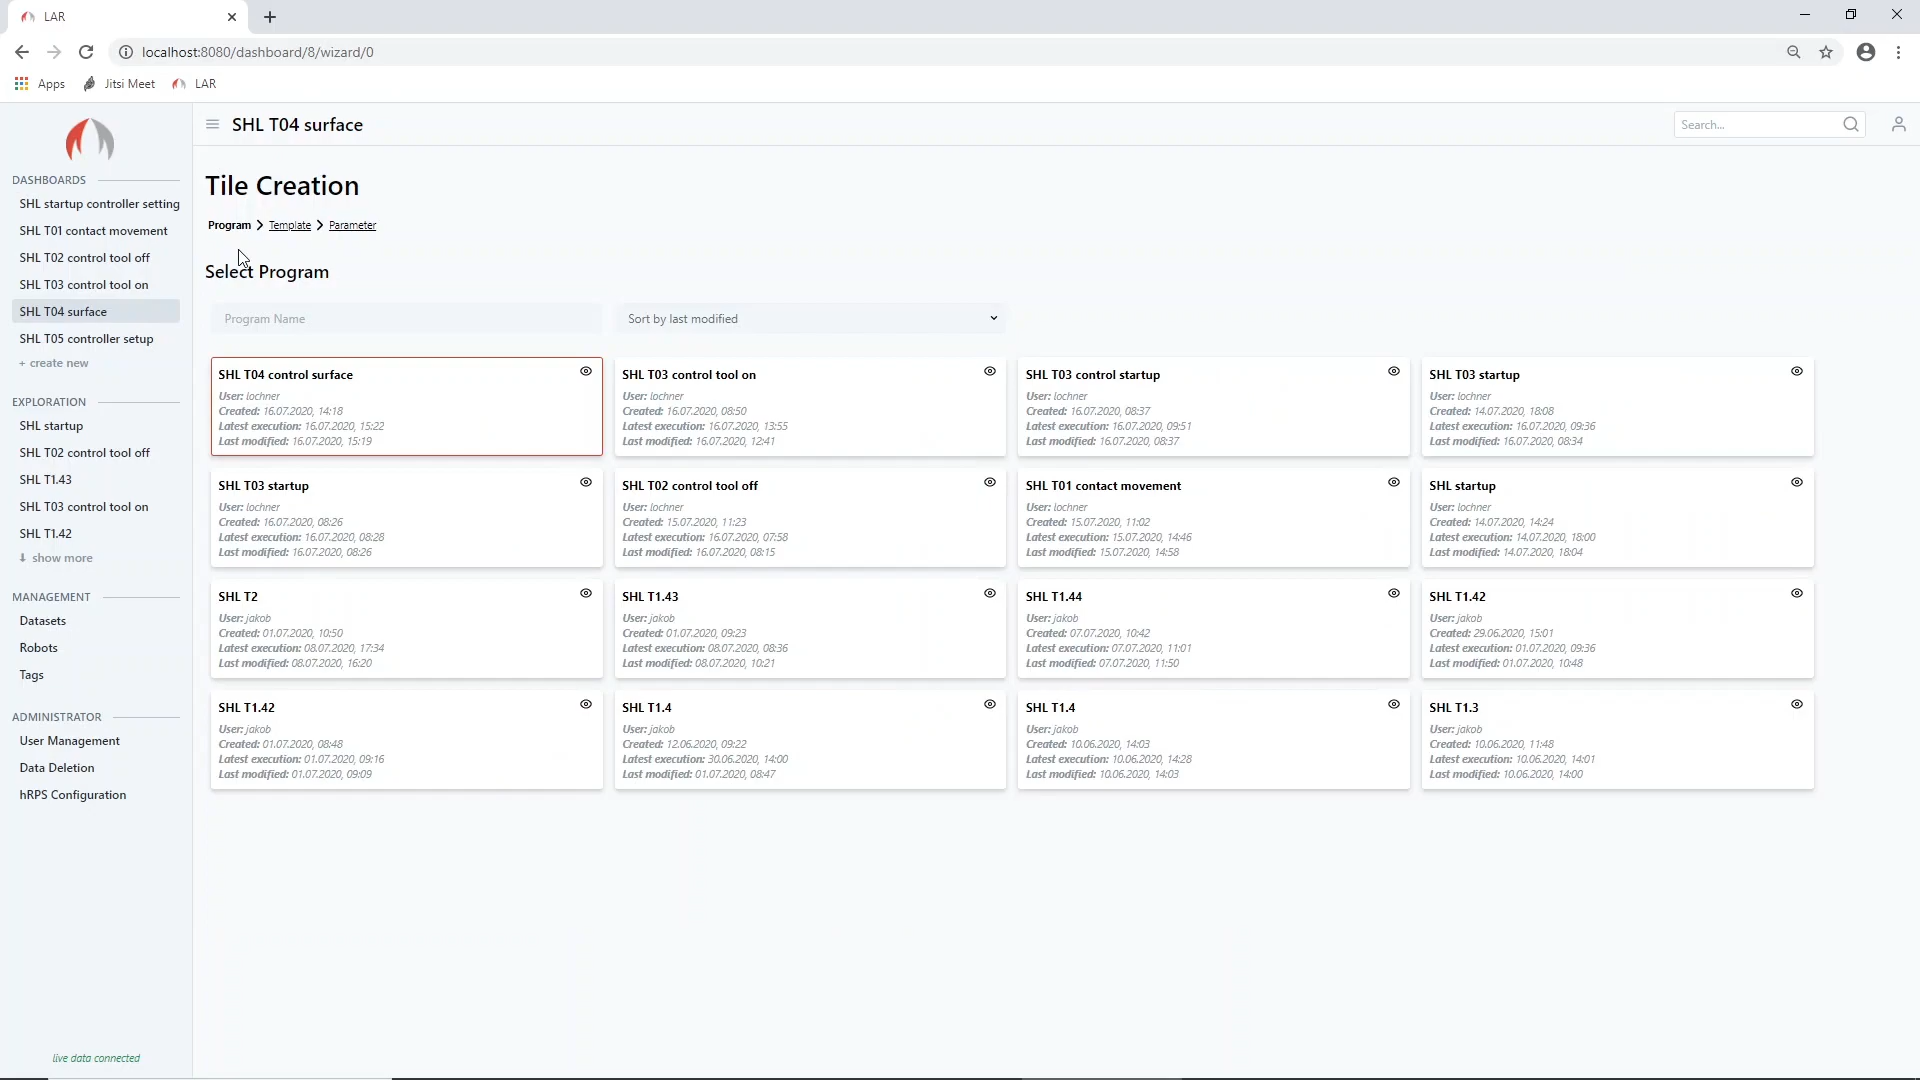 LAR
localhost:8080/dashboard/8/wizard/0
Apps
Jitsi Meet
LAR
SHL T04 surface
Search...
DASHBOARDS
SHL startup controller setting
SHL T01 contact movement
SHL T02 control tool off
SHL T03 control tool on
SHL T04 surface
SHL T05 controller setup
+ create new
EXPLORATION
SHL startup
SHL T02 control tool off
SHL T1.43
SHL T03 control tool on
SHL T1.42
show more
MANAGEMENT
Datasets
Robots
Tags
ADMINISTRATOR
User Management
Data Deletion
hRPS Configuration
live data connected
Tile Creation
Program > Template > Parameter
Select Program
Program Name
Sort by last modified
SHL T04 control surface
User: lochner
Created: 16.07.2020, 14:18
Latest execution: 16.07.2020, 15:22
Last modified: 16.07.2020, 15:19
SHL T03 control tool on
User: lochner
Created: 16.07.2020, 08:50
Latest execution: 16.07.2020, 13:55
Last modified: 16.07.2020, 12:41
SHL T03 control startup
User: lochner
Created: 16.07.2020, 08:37
Latest execution: 16.07.2020, 09:51
Last modified: 16.07.2020, 08:37
SHL T03 startup
User: lochner
Created: 14.07.2020, 18:08
Latest execution: 16.07.2020, 09:36
Last modified: 16.07.2020, 08:34
SHL T03 startup
User: lochner
Created: 16.07.2020, 08:26
Latest execution: 16.07.2020, 08:28
Last modified: 16.07.2020, 08:26
SHL T02 control tool off
User: lochner
Created: 15.07.2020, 11:23
Latest execution: 16.07.2020, 07:58
Last modified: 16.07.2020, 08:15
SHL T01 contact movement
User: lochner
Created: 15.07.2020, 11:02
Latest execution: 15.07.2020, 14:46
Last modified: 15.07.2020, 14:58
SHL startup
User: lochner
Created: 14.07.2020, 14:24
Latest execution: 14.07.2020, 18:00
Last modified: 14.07.2020, 18:04
SHL T2
User: jakob
Created: 01.07.2020, 10:50
Latest execution: 08.07.2020, 17:34
Last modified: 08.07.2020, 16:20
SHL T1.43
User: jakob
Created: 01.07.2020, 09:23
Latest execution: 08.07.2020, 08:36
Last modified: 08.07.2020, 10:21
SHL T1.44
User: jakob
Created: 07.07.2020, 10:42
Latest execution: 07.07.2020, 11:01
Last modified: 07.07.2020, 11:50
SHL T1.42
User: jakob
Created: 29.06.2020, 15:01
Latest execution: 01.07.2020, 09:36
Last modified: 01.07.2020, 10:48
SHL T1.42
User: jakob
Created: 01.07.2020, 08:48
Latest execution: 01.07.2020, 09:16
Last modified: 01.07.2020, 09:09
SHL T1.4
User: jakob
Created: 12.06.2020, 09:22
Latest execution: 30.06.2020, 14:00
Last modified: 01.07.2020, 08:47
SHL T1.4
User: jakob
Created: 10.06.2020, 14:03
Latest execution: 10.06.2020, 14:28
Last modified: 10.06.2020, 14:03
SHL T1.3
User: jakob
Created: 10.06.2020, 11:48
Latest execution: 10.06.2020, 14:01
Last modified: 10.06.2020, 14:00